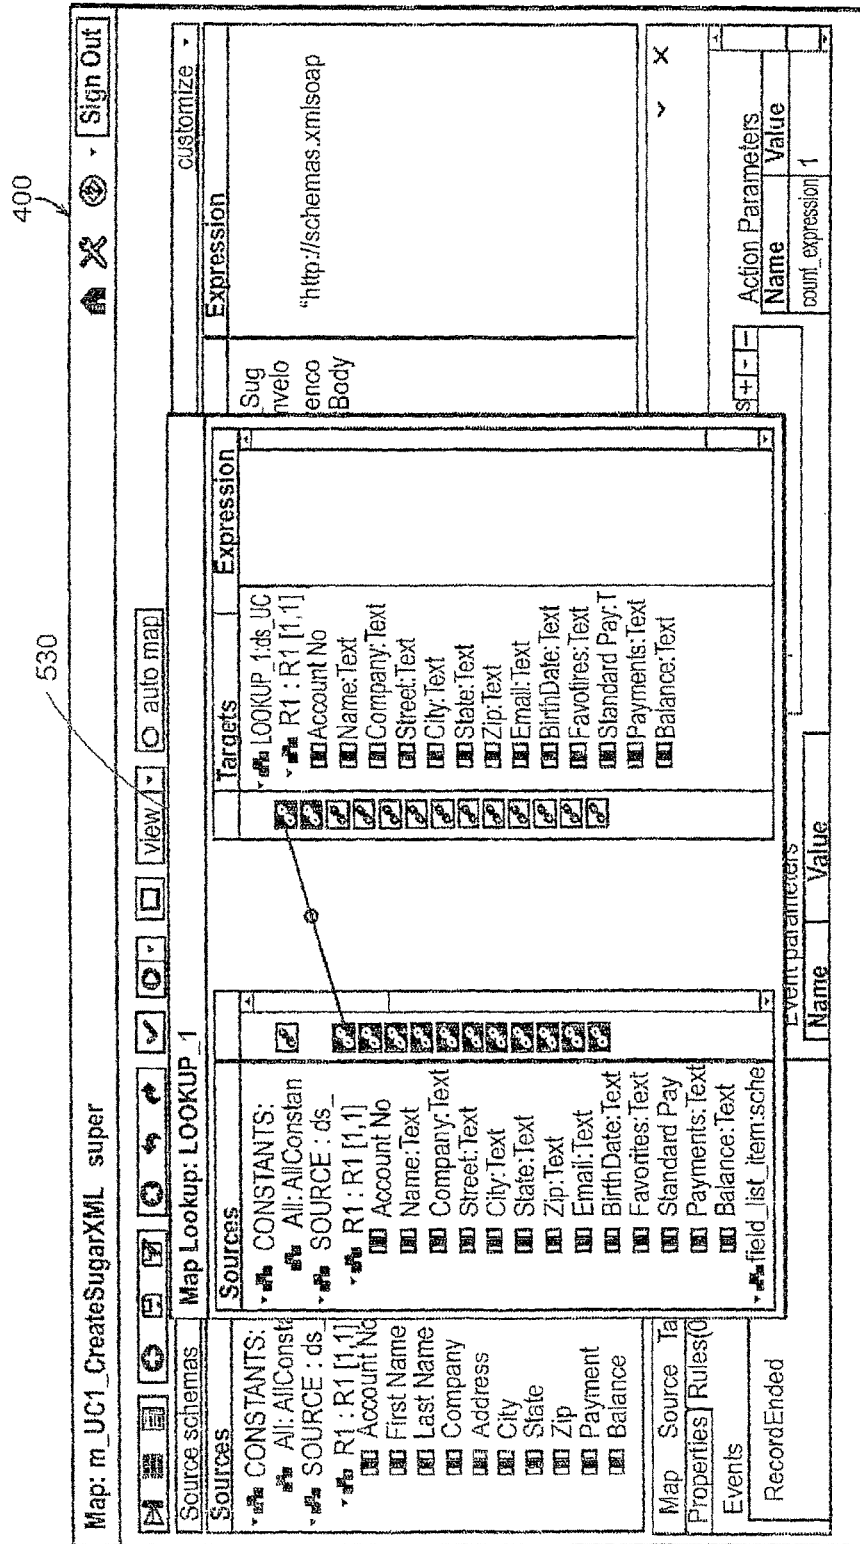 400
Map: m_UC1_CreateSugarXML super
Sign Out
view
auto map
530
Source schemas
customize
Sources
CONSTANTS:
All: AllConsta
SOURCE : ds_
R1 : R1 [1,1]
Account No
First Name
Last Name
Company
Address
City
State
Zip
Payment
Balance
Map Lookup: LOOKUP_1
Sources
CONSTANTS:
All: AllConstan
SOURCE : ds_
R1 : R1 [1,1]
Account No
Name:Text
Company:Text
Street:Text
City:Text
State:Text
Zip:Text
Email:Text
BirthDate:Text
Favorites:Text
Standard Pay
Payments:Text
Balance:Text
field_list_item:sche
Targets
Expression
LOOKUP_1:ds_UC
R1 : R1 [1,1]
Account No
Name:Text
Company:Text
Street:Text
City:Text
State:Text
Zip:Text
Email:Text
BirthDate:Text
Favotires:Text
Standard Pay:T
Payments:Text
Balance:Text
Expression
_Sug
nvelo
enco
Body
"http://schemas.xmlsoap
Map Source Ta
Properties Rules(0
Events
RecordEnded
Event parameters
Name Value
s + - -
Action Parameters
Name Value
count_expression 1